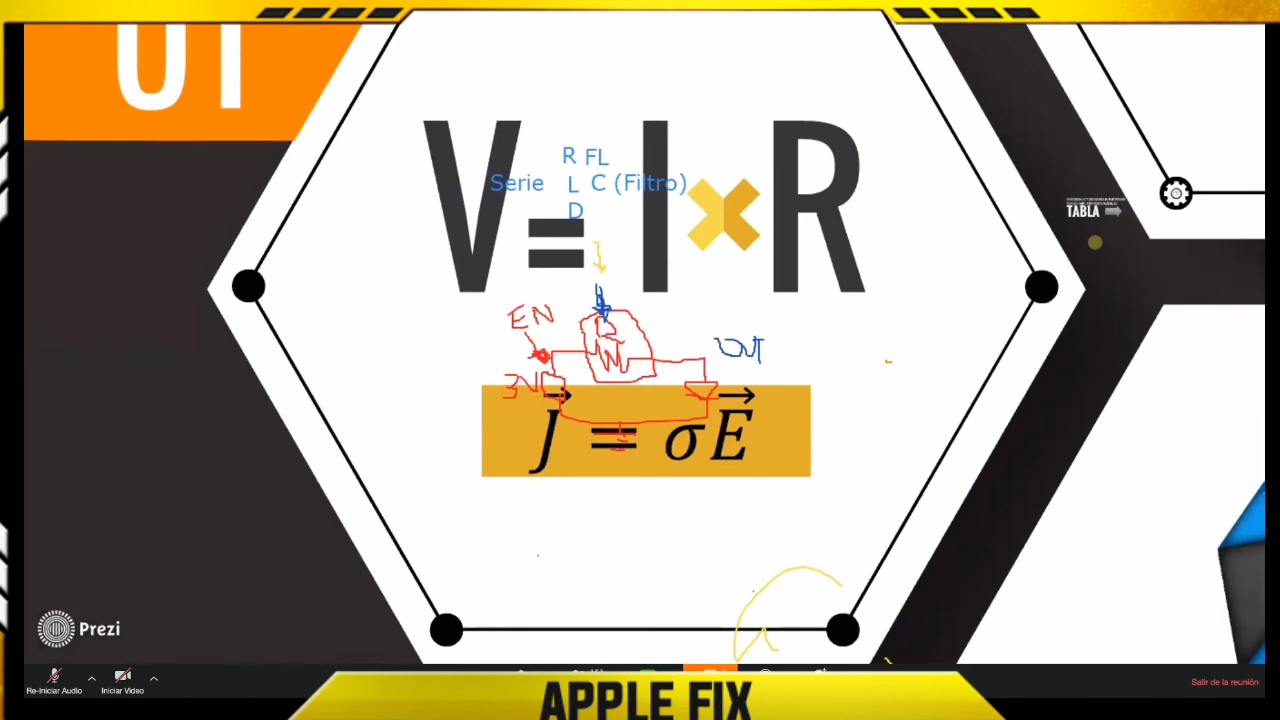 01
V=I×R
R FL
Serie L C (Filtro)
D
TABLA
EN
R
OUT
3V
J = σE
Prezi
Re-Iniciar Audio
Iniciar Video
Salir de la reunión
APPLE FIX